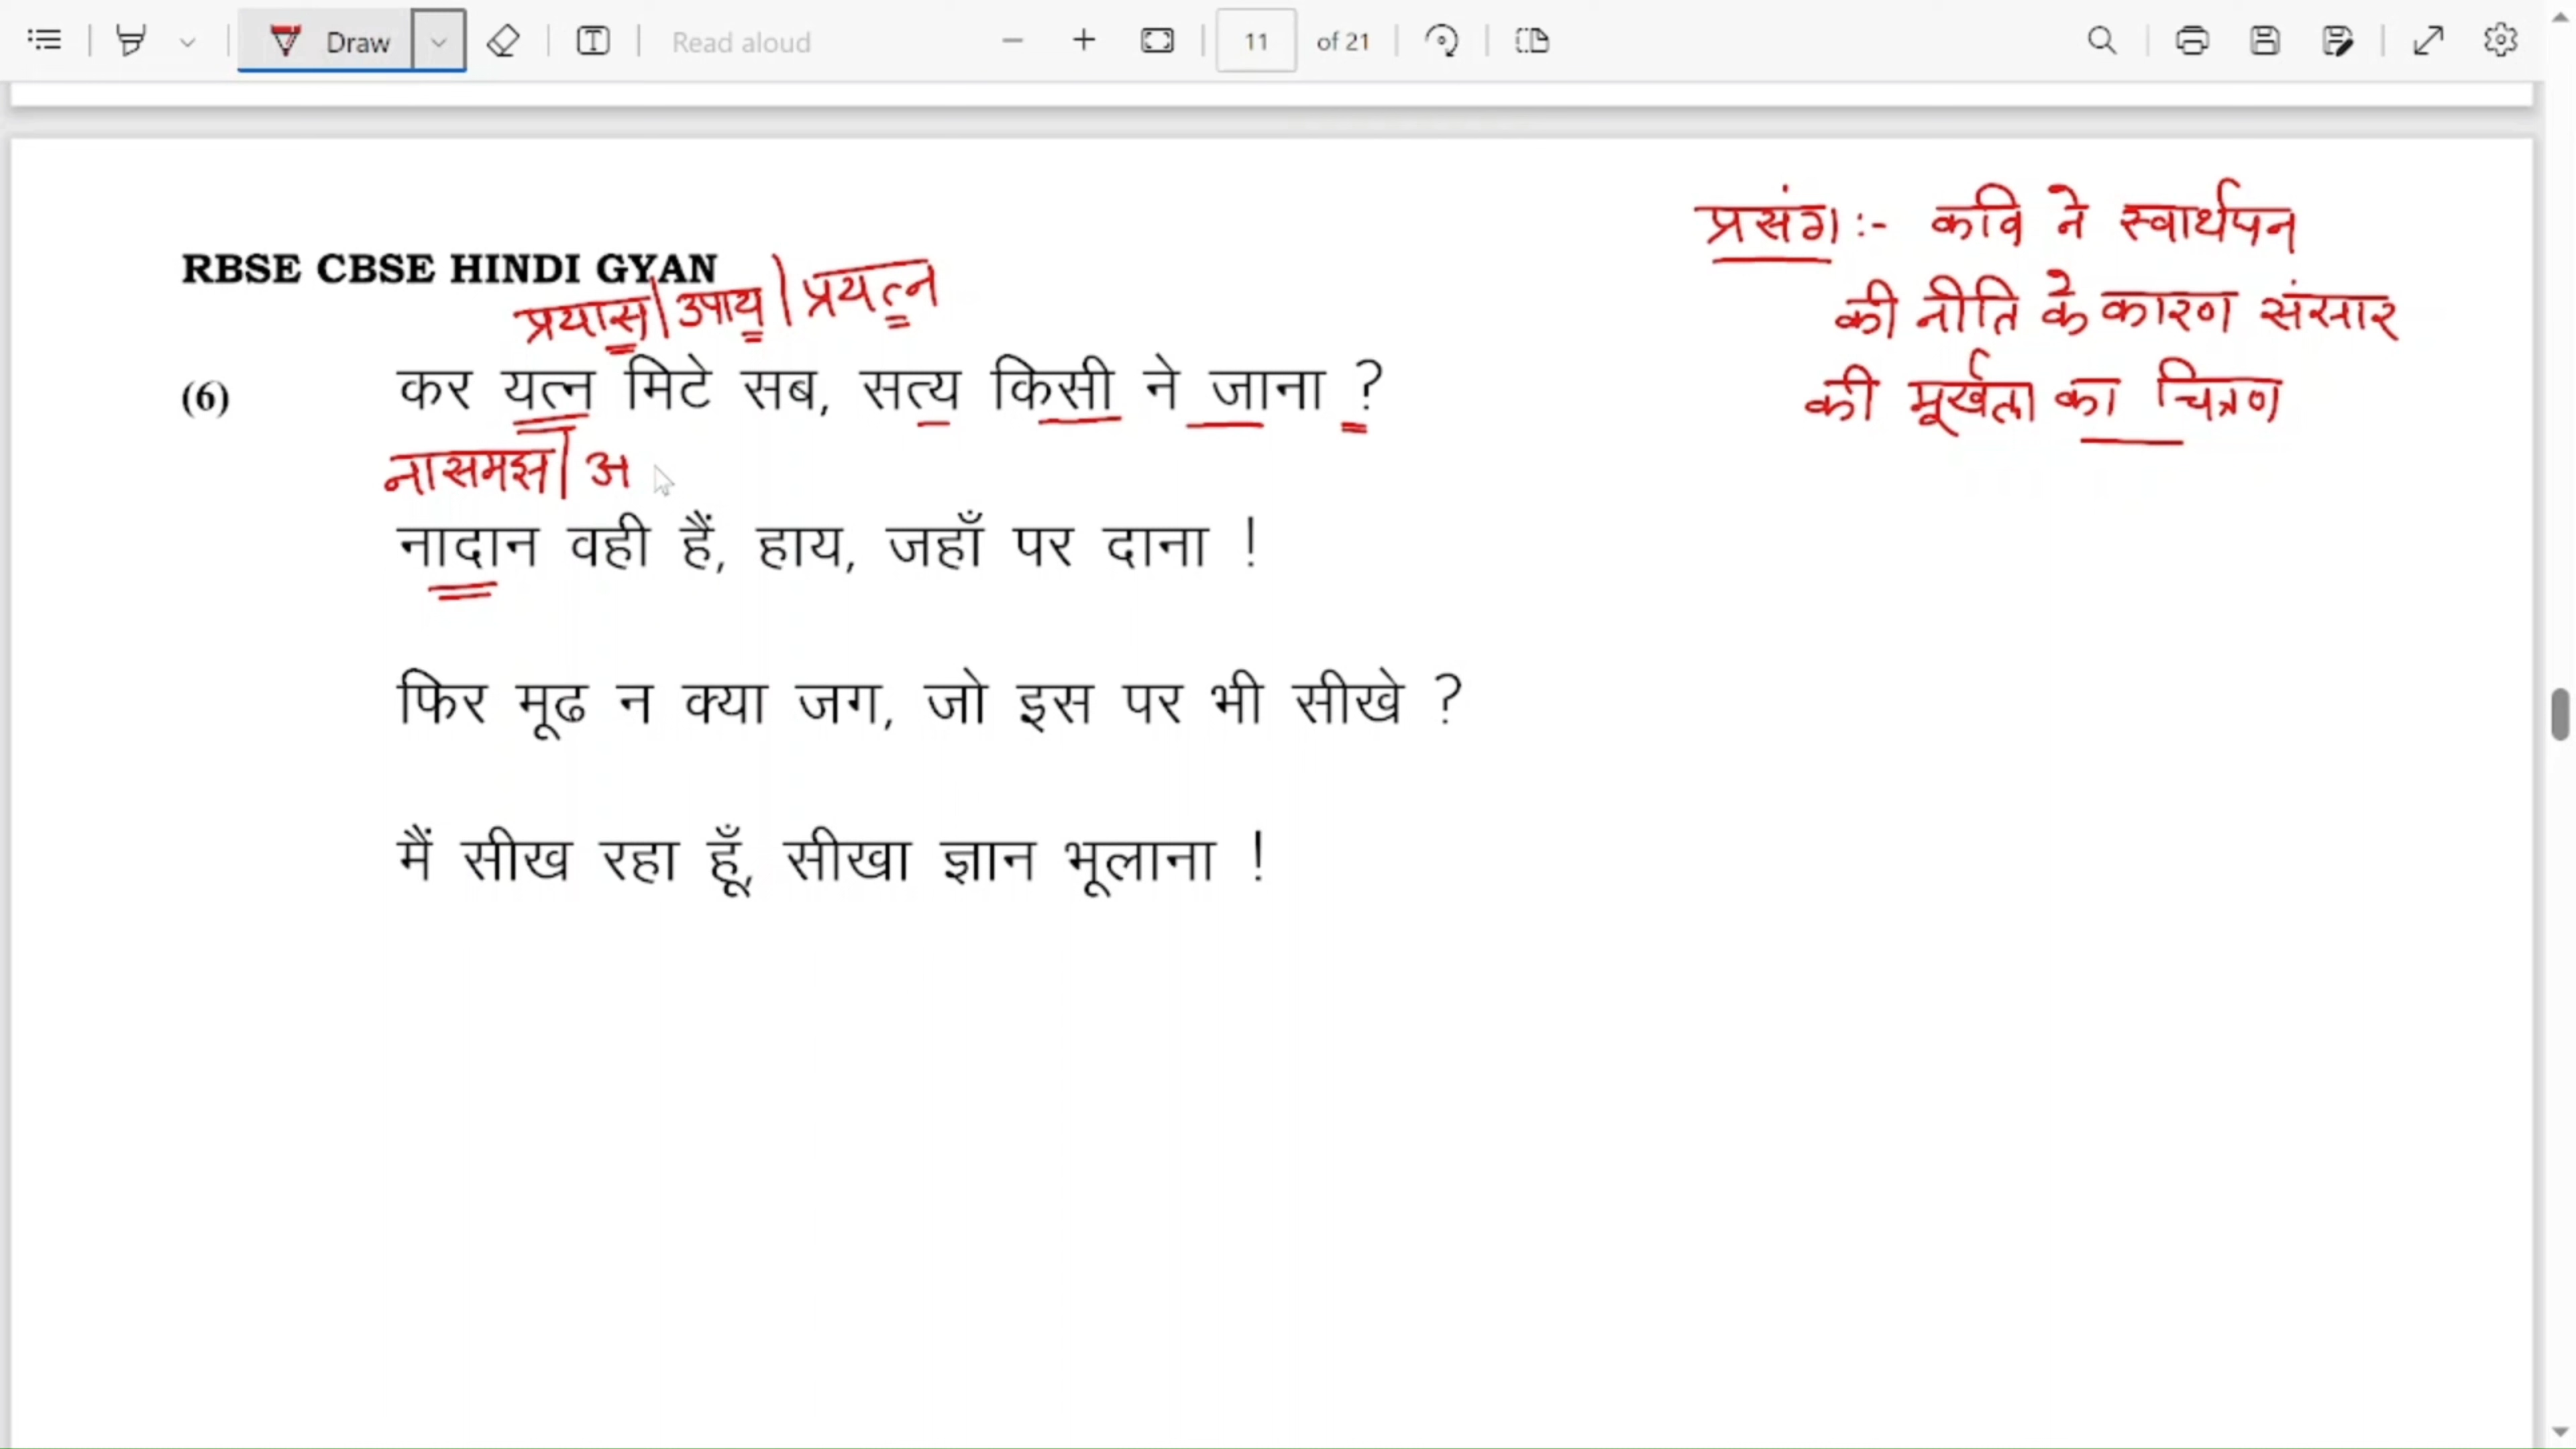 Draw
Read aloud
11 of 21
प्रसंग :- कवि ने स्वार्थपन
की नीति के कारण संसार
की मूर्खता का चित्रण
RBSE CBSE HINDI GYAN
प्रयास | उपाय | प्रयत्न
(6) कर यत्न मिटे सब, सत्य किसी ने जाना ?
नासमझ | अ
नादान वही हैं, हाय, जहाँ पर दाना !
फिर मूढ न क्या जग, जो इस पर भी सीखे ?
मैं सीख रहा हूँ, सीखा ज्ञान भूलाना !